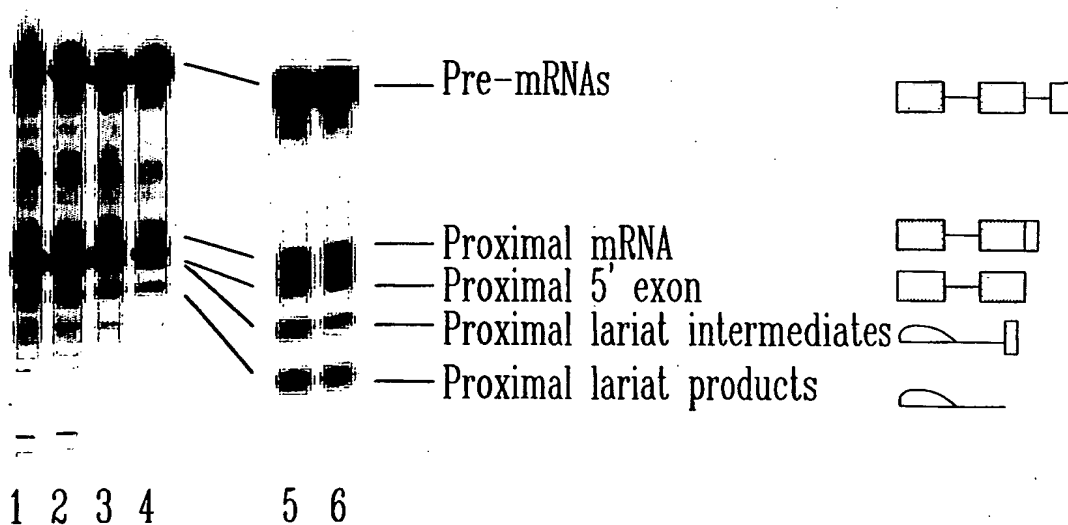 Pre-mRNAs
Proximal mRNA
Proximal 5' exon
Proximal lariat intermediates
Proximal lariat products
1 2 3 4 5 6